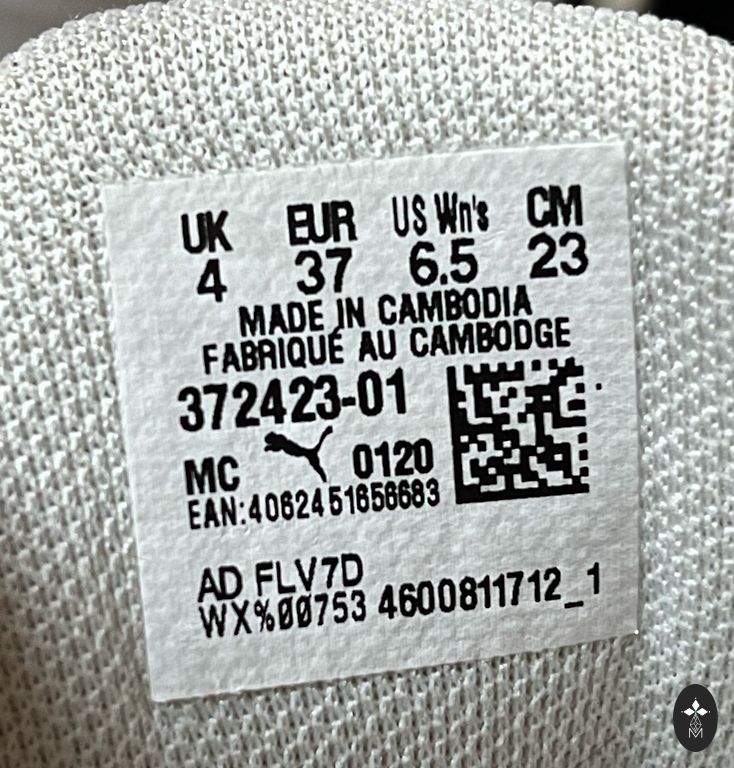 UK EUR US Wn's CM
4 37 6.5 23
MADE IN CAMBODIA
FABRIQUÉ AU CAMBODGE
372423-01
MC 0120
EAN:4062451656683
AD FLV7D
WX%00753 4600811712_1
M